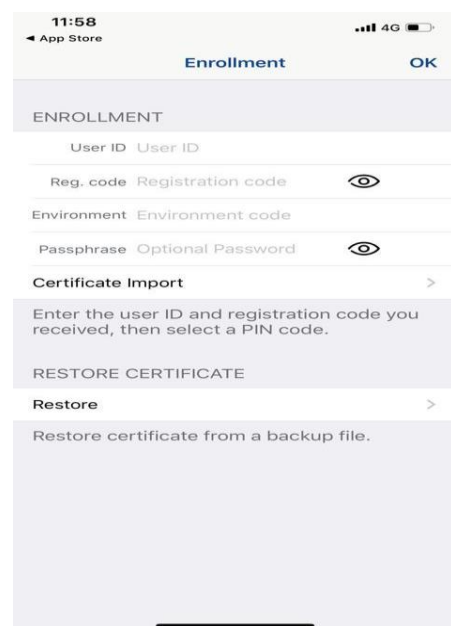 11:58
4G
◄ App Store
Enrollment OK
ENROLLMENT
User ID User ID
Reg. code Registration code
Environment Environment code
Passphrase Optional Password
Certificate Import >
Enter the user ID and registration code you
received, then select a PIN code.
RESTORE CERTIFICATE
Restore >
Restore certificate from a backup file.